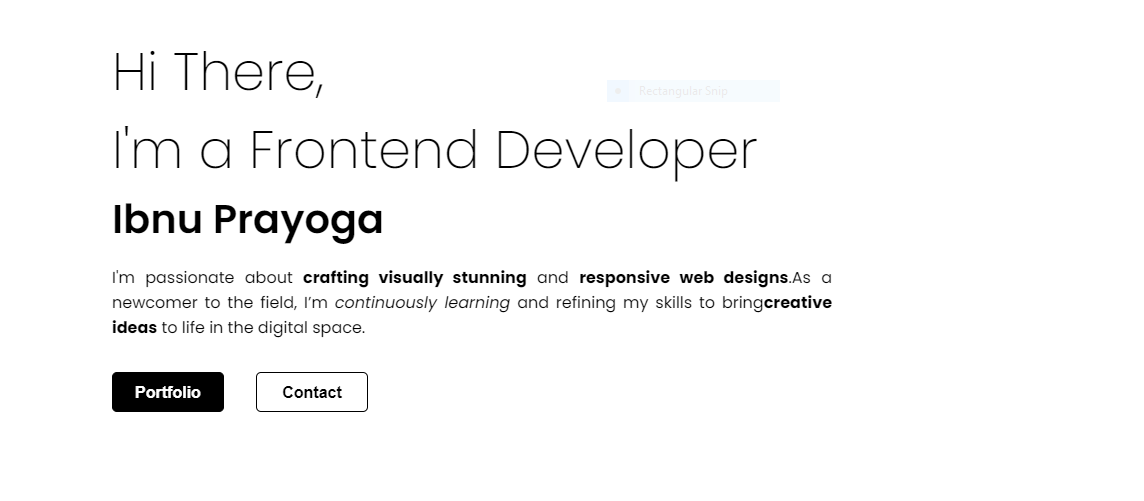 Hi There,
Rectangular Snip
I'm a Frontend Developer
Ibnu Prayoga
I'm passionate about crafting visually stunning and responsive web designs.As a
newcomer to the field, I’m continuously learning and refining my skills to bringcreative
ideas to life in the digital space.
Portfolio
Contact